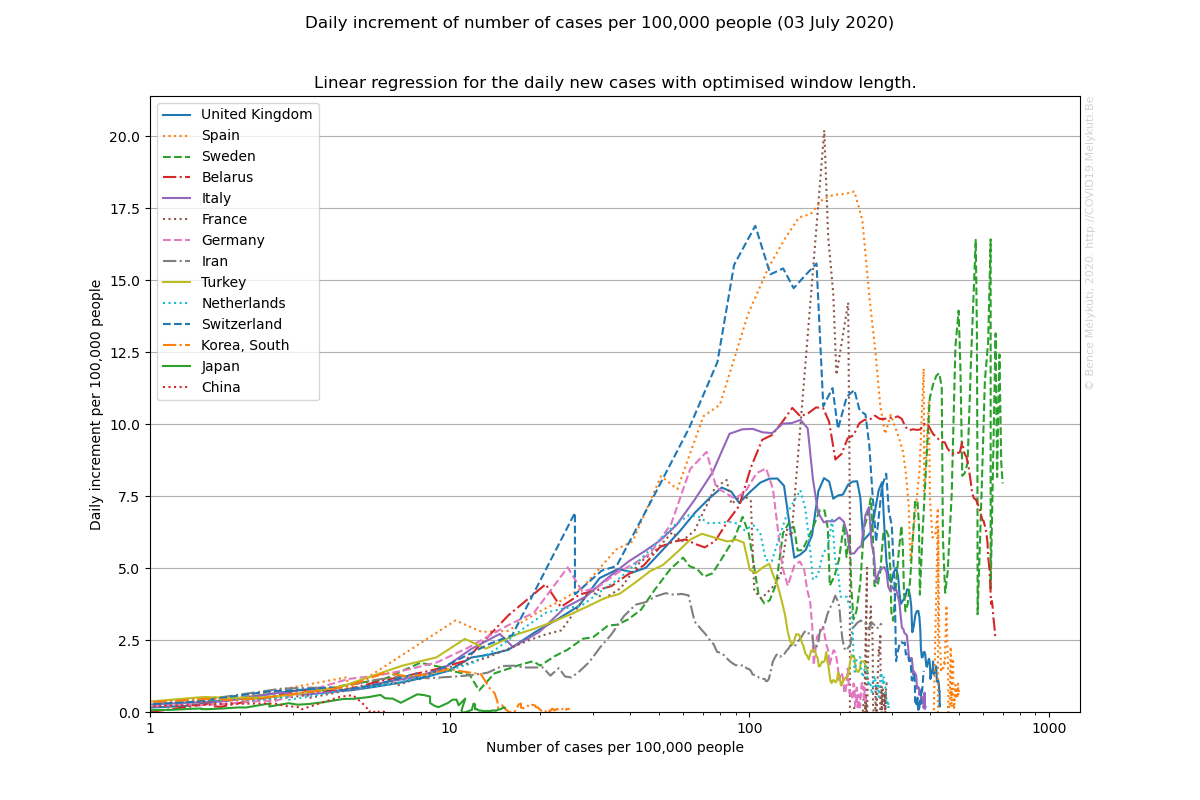 Daily increment of number of cases per 100,000 people (03 July 2020)
Linear regression for the daily new cases with optimised window length.
United Kingdom
Spain
Sweden
Belarus
Italy
France
Germany
Iran
Turkey
Netherlands
Switzerland
Korea, South
Japan
China
20.0
17.5
15.0
12.5
10.0
7.5
5.0
2.5
0.0
Daily increment per 100,000 people
1
10
100
1000
Number of cases per 100,000 people
© Bence Mélykúti, 2020 http://COVID19.Melykuti.Be